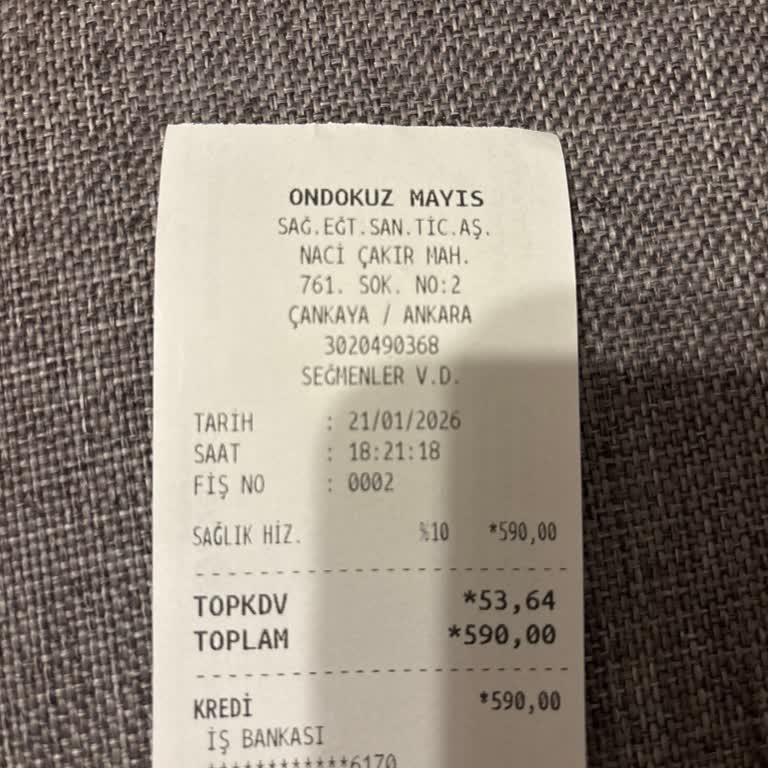 ONDOKUZ MAYIS
SAĞ.EĞT.SAN.TİC.AŞ.
NACİ ÇAKIR MAH.
761. SOK. NO:2
ÇANKAYA / ANKARA
3020490368
SEĞMENLER V.D.
TARİH : 21/01/2026
SAAT : 18:21:18
FİŞ NO : 0002
SAĞLIK HİZ. %10 *590,00
TOPKDV *53,64
TOPLAM *590,00
KREDİ *590,00
İŞ BANKASI
************6170